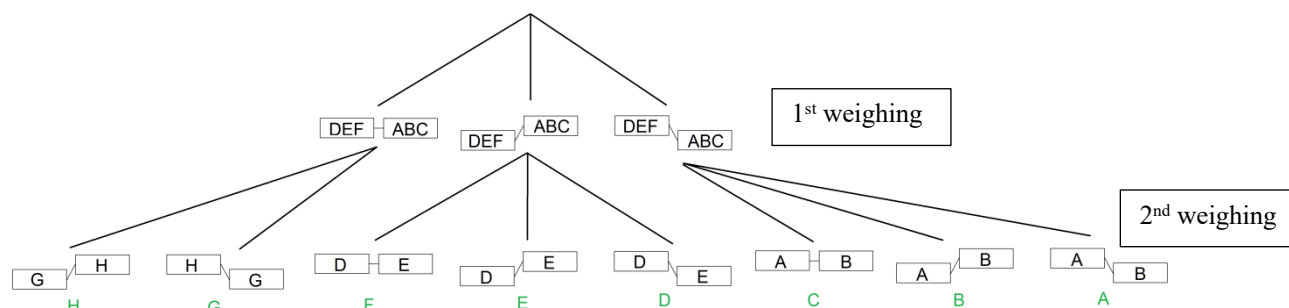 1st weighing
DEF ABC
DEF ABC
DEF ABC
2nd weighing
G H
H G
D E
D E
D E
A B
A B
A B
H G F E D C B A